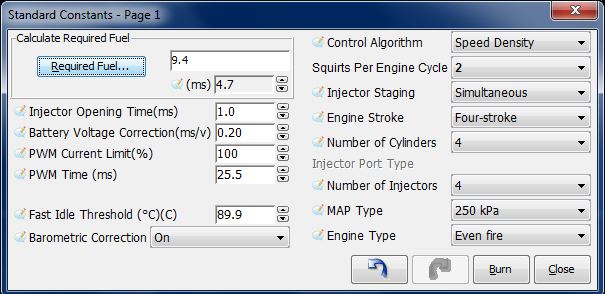 Standard Constants - Page 1
Calculate Required Fuel
Required Fuel...
9.4
(ms) 4.7
Injector Opening Time(ms) 1.0
Battery Voltage Correction(ms/v) 0.20
PWM Current Limit(%) 100
PWM Time (ms) 25.5
Fast Idle Threshold (°C)(C) 89.9
Barometric Correction On
Control Algorithm Speed Density
Squirts Per Engine Cycle 2
Injector Staging Simultaneous
Engine Stroke Four-stroke
Number of Cylinders 4
Injector Port Type
Number of Injectors 4
MAP Type 250 kPa
Engine Type Even fire
Burn
Close